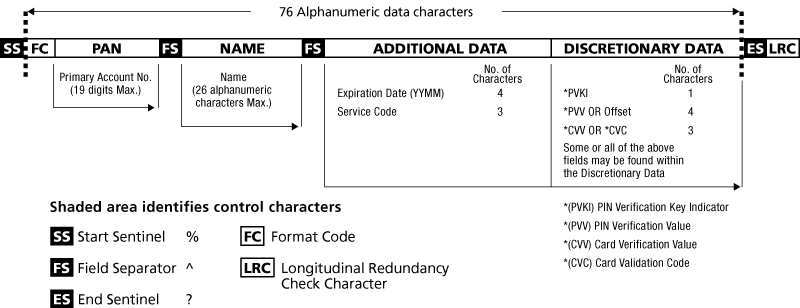 76 Alphanumeric data characters
SS FC PAN FS NAME FS ADDITIONAL DATA DISCRETIONARY DATA ES LRC
Primary Account No.
(19 digits Max.)
Name
(26 alphanumeric
characters Max.)
No. of
Characters
Expiration Date (YYMM) 4
Service Code 3
No. of
Characters
*PVKI 1
*PVV OR Offset 4
*CVV OR *CVC 3
Some or all of the above
fields may be found within
the Discretionary Data
Shaded area identifies control characters
SS Start Sentinel %
FC Format Code
FS Field Separator ^
LRC Longitudinal Redundancy
Check Character
ES End Sentinel ?
*(PVKI) PIN Verification Key Indicator
*(PVV) PIN Verification Value
*(CVV) Card Verification Value
*(CVC) Card Validation Code